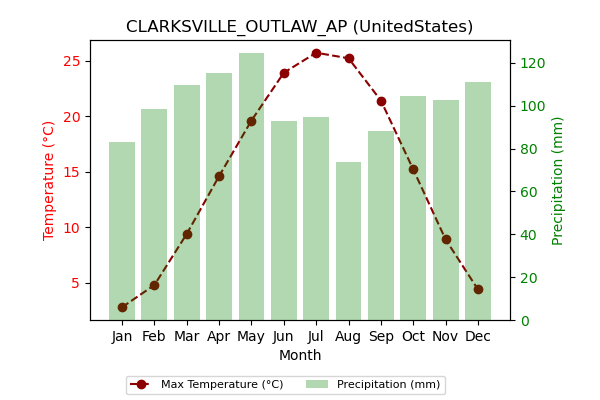 CLARKSVILLE_OUTLAW_AP (UnitedStates)
Temperature (°C)
25
20
15
10
5
120
100
80
60
40
20
0
Precipitation (mm)
Jan Feb Mar Apr May Jun Jul Aug Sep Oct Nov Dec
Month
Max Temperature (°C) Precipitation (mm)